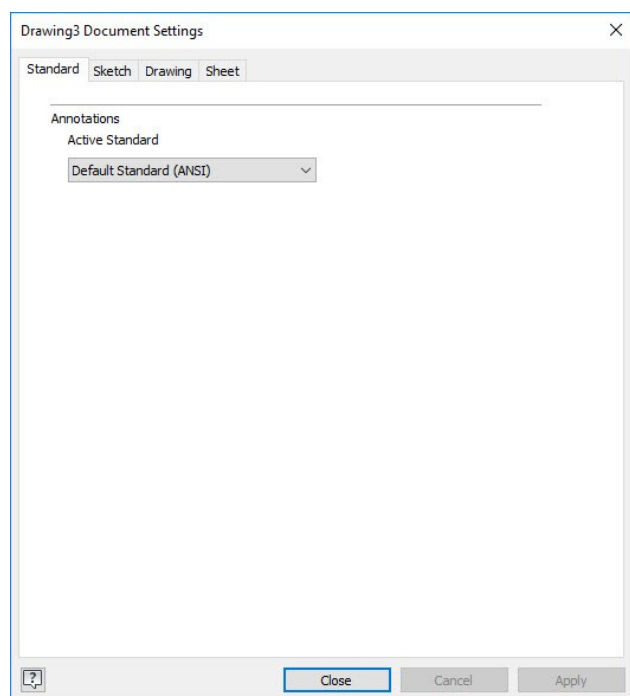 Drawing3 Document Settings
Standard Sketch Drawing Sheet
Annotations
Active Standard
Default Standard (ANSI)
? Close Cancel Apply